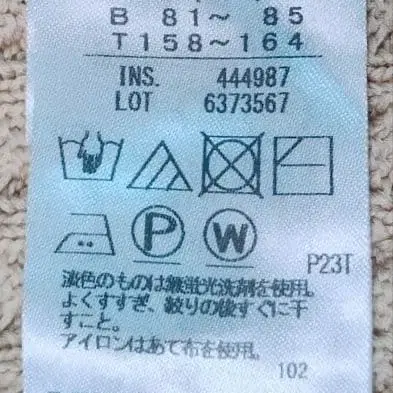 B 81～ 85
T158～164
INS. 444987
LOT 6373567
P W
P23T
淡色のものは無蛍光洗剤を使用。
よくすすぎ、絞りの後すぐに干
すこと。
アイロンはあて布を使用。
102